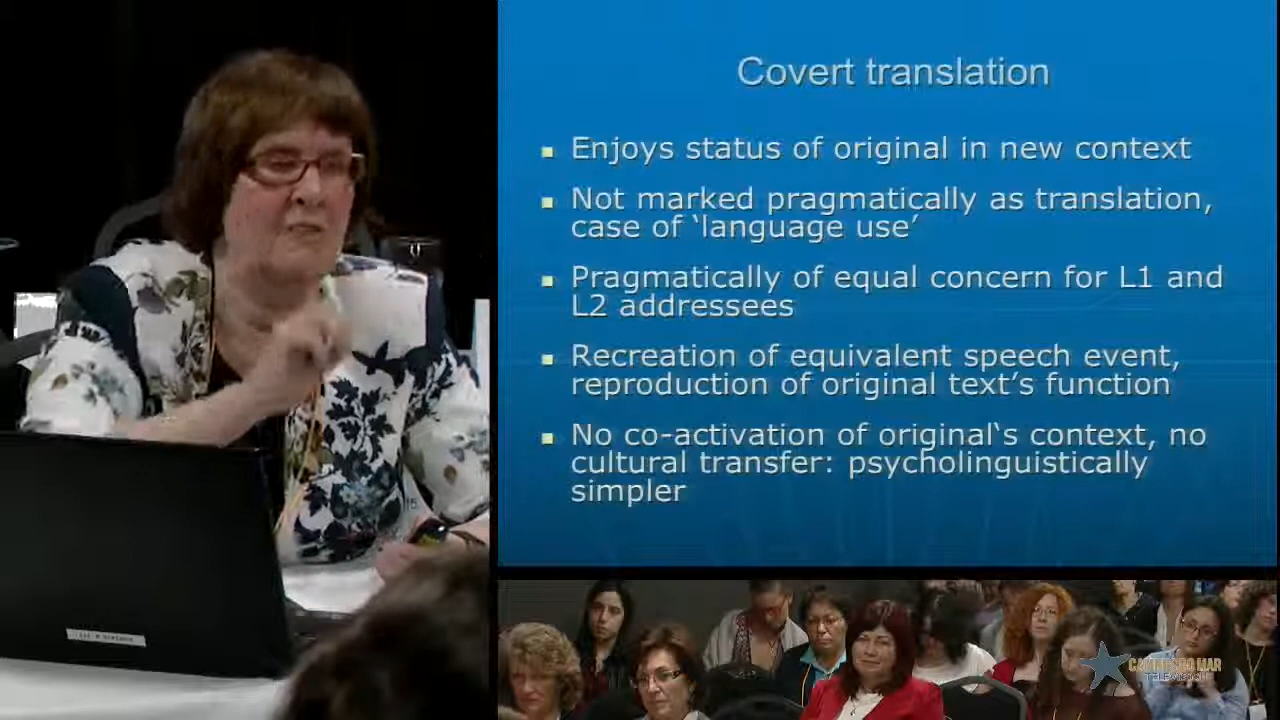 Covert translation
Enjoys status of original in new context
Not marked pragmatically as translation,
case of ‘language use’
Pragmatically of equal concern for L1 and
L2 addressees
Recreation of equivalent speech event,
reproduction of original text’s function
No co-activation of original‘s context, no
cultural transfer: psycholinguistically
simpler
TELEVISION